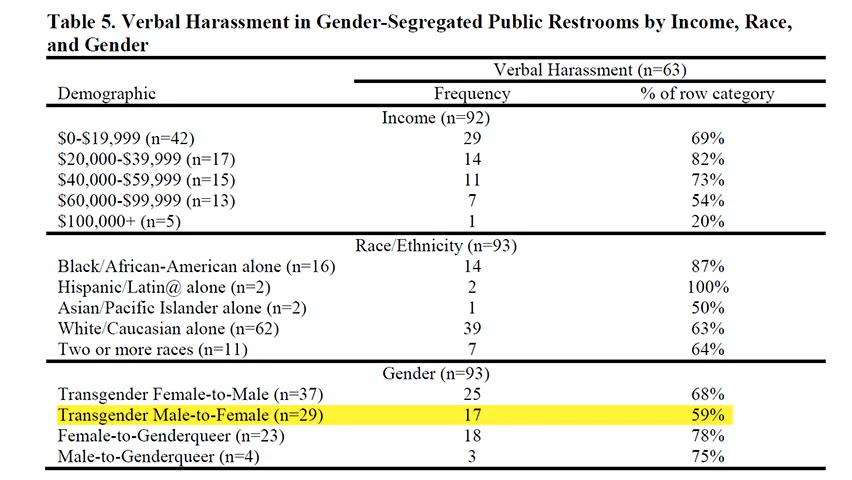 Table 5. Verbal Harassment in Gender-Segregated Public Restrooms by Income, Race,
and Gender
Verbal Harassment (n=63)
Demographic Frequency % of row category
Income (n=92)
$0-$19,999 (n=42) 29 69%
$20,000-$39,999 (n=17) 14 82%
$40,000-$59,999 (n=15) 11 73%
$60,000-$99,999 (n=13) 7 54%
$100,000+ (n=5) 1 20%
Race/Ethnicity (n=93)
Black/African-American alone (n=16) 14 87%
Hispanic/Latin@ alone (n=2) 2 100%
Asian/Pacific Islander alone (n=2) 1 50%
White/Caucasian alone (n=62) 39 63%
Two or more races (n=11) 7 64%
Gender (n=93)
Transgender Female-to-Male (n=37) 25 68%
Transgender Male-to-Female (n=29) 17 59%
Female-to-Genderqueer (n=23) 18 78%
Male-to-Verderqueer (n=4) 3 75%